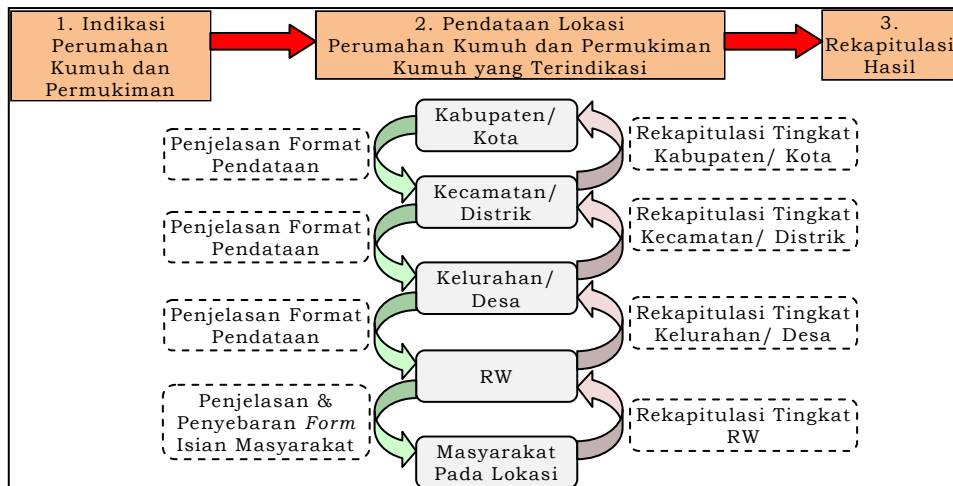 1. Indikasi
Perumahan
Kumuh dan
Permukiman
2. Pendataan Lokasi
Perumahan Kumuh dan Permukiman
Kumuh yang Terindikasi
3.
Rekapitulasi
Hasil
Kabupaten/
Kota
Penjelasan Format
Pendataan
Rekapitulasi Tingkat
Kabupaten/ Kota
Kecamatan/
Distrik
Penjelasan Format
Pendataan
Rekapitulasi Tingkat
Kecamatan/ Distrik
Kelurahan/
Desa
Penjelasan Format
Pendataan
Rekapitulasi Tingkat
Kelurahan/ Desa
RW
Penjelasan &
Penyebaran Form
Isian Masyarakat
Rekapitulasi Tingkat
RW
Masyarakat
Pada Lokasi